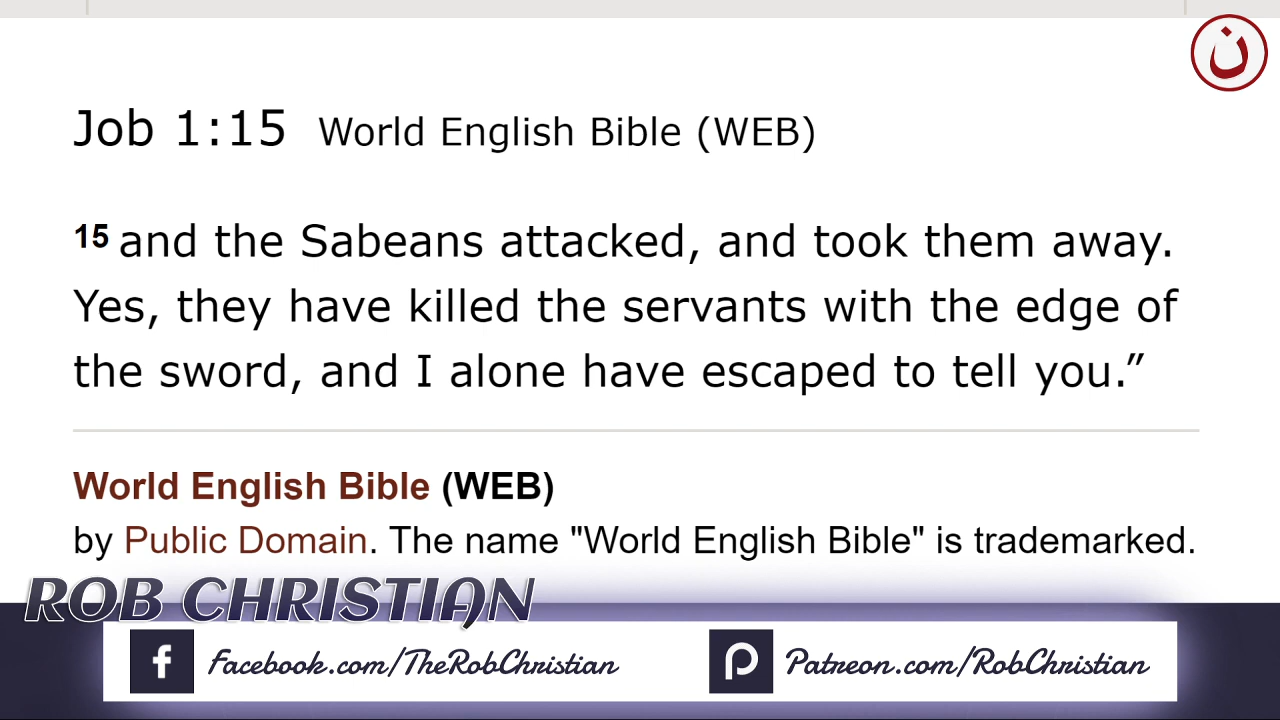 ن
Job 1:15 World English Bible (WEB)
15 and the Sabeans attacked, and took them away.
Yes, they have killed the servants with the edge of
the sword, and I alone have escaped to tell you.”
World English Bible (WEB)
by Public Domain. The name "World English Bible" is trademarked.
ROB CHRISTIAN
Facebook.com/TheRobChristian
Patreon.com/RobChristian